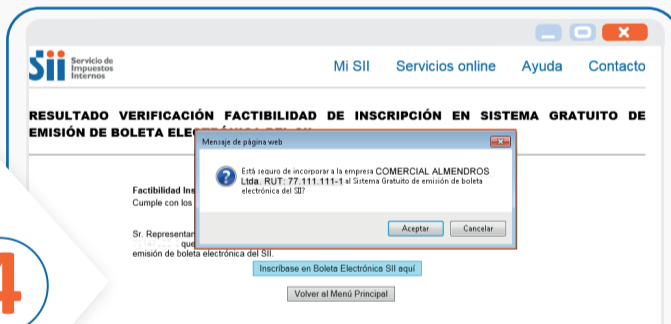 Sii Servicio de
Impuestos
Internos
Mi SII Servicios online Ayuda Contacto
RESULTADO VERIFICACIÓN FACTIBILIDAD DE INSCRIPCIÓN EN SISTEMA GRATUITO DE
EMISIÓN DE BOLETA
Mensaje de página web
Está seguro de incorporar a la empresa COMERCIAL ALMENDROS
Ltda. RUT: 77.111.111-1 al Sistema Gratuito de emisión de boleta
electrónica del SII?
Aceptar Cancelar
Factibilidad
Cumple con los
Sr.
que
emisión de boleta electrónica del SII.
Inscríbase en Boleta Electrónica SII aquí
Volver al Menú Principal
4